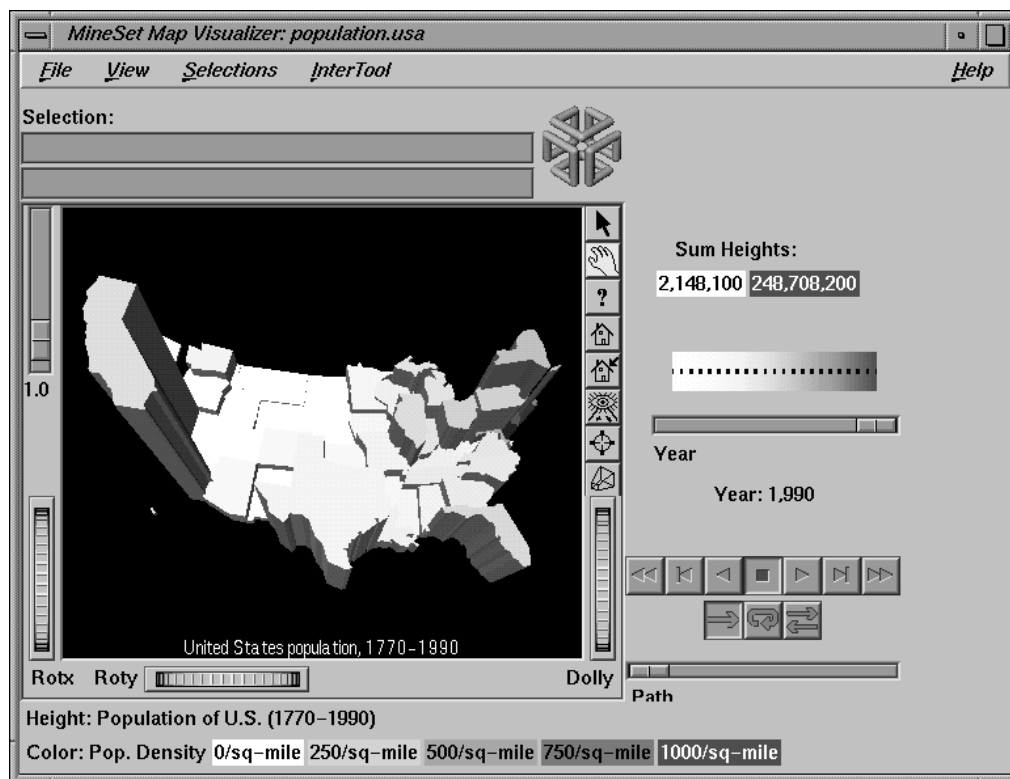 MineSet Map Visualizer: population.usa
File View Selections InterTool Help
Selection:
Sum Heights:
2,148,100 248,708,200
?
1.0
Year
Year: 1,990
United States population, 1770-1990
Rotx Roty Dolly
Path
Height: Population of U.S. (1770-1990)
Color: Pop. Density 0/sq-mile 250/sq-mile 500/sq-mile 750/sq-mile 1000/sq-mile